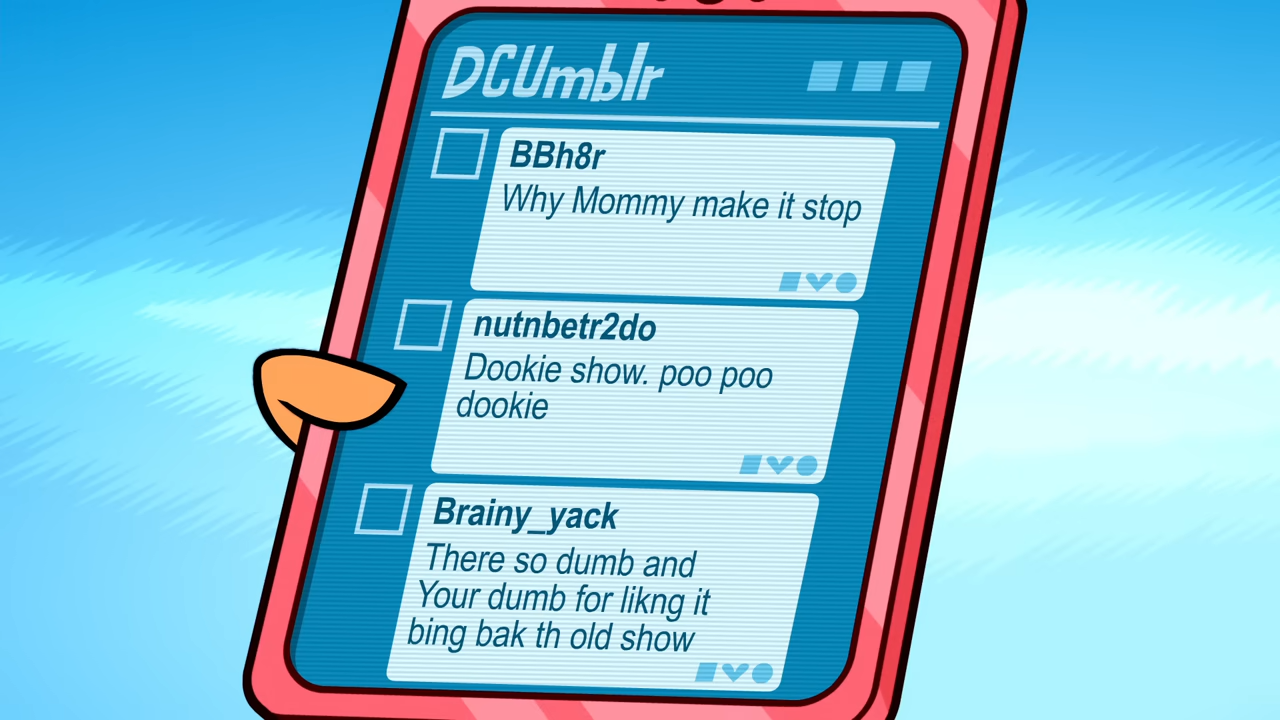 DCUmblr
BBh8r
Why Mommy make it stop
nutnbetr2do
Dookie show. poo poo
dookie
Brainy_yack
There so dumb and
Your dumb for likng it
bing bak th old show